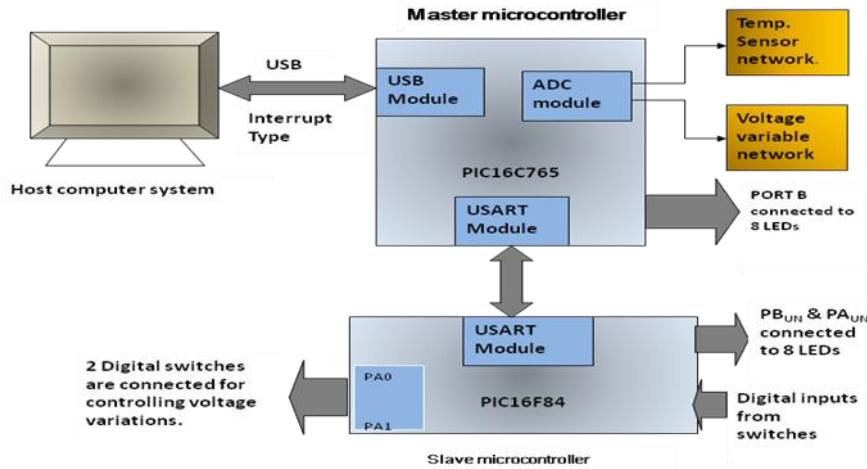 Master microcontroller
Temp.
Sensor
network.
USB
USB
Module
ADC
module
Interrupt
Type
Voltage
variable
network
PIC16C765
Host computer system
PORT B
connected to
8 LEDs
USART
Module
USART
Module
PBUN & PAUN
connected
to 8 LEDs
2 Digital switches
are connected for
controlling voltage
variations.
PA0
PA1
PIC16F84
Digital inputs
from
switches
Slave microcontroller